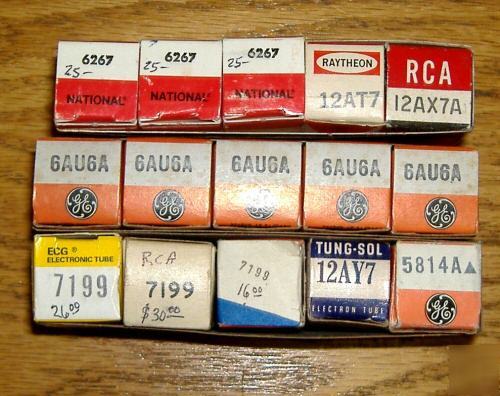 6267
25-
NATIONAL
6267
25-
NATIONAL
6267
25-
NATIONAL
RAYTHEON
12AT7
RCA
12AX7A
6AU6A
GE
6AU6A
GE
6AU6A
GE
6AU6A
GE
6AU6A
GE
ECG®
ELECTRONIC TUBE
7199
26.00
RCA
7199
$30.00
7199
16.00
TUNG-SOL
12AY7
ELECTRON TUBE
5814A▲
GE